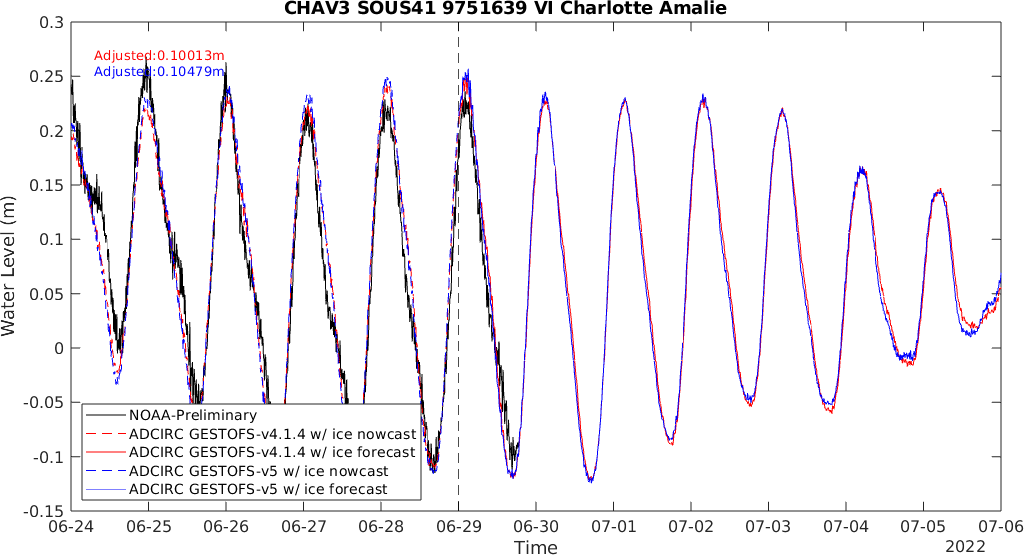 CHAV3 SOUS41 9751639 VI Charlotte Amalie
Adjusted:0.10013m
Adjusted:0.10479m
Water Level (m)
0.3
0.25
0.2
0.15
0.1
0.05
0
-0.05
-0.1
-0.15
NOAA-Preliminary
ADCIRC GESTOFS-v4.1.4 w/ ice nowcast
ADCIRC GESTOFS-v4.1.4 w/ ice forecast
ADCIRC GESTOFS-v5 w/ ice nowcast
ADCIRC GESTOFS-v5 w/ ice forecast
06-24 06-25 06-26 06-27 06-28 06-29 06-30 07-01 07-02 07-03 07-04 07-05 07-06
Time
2022